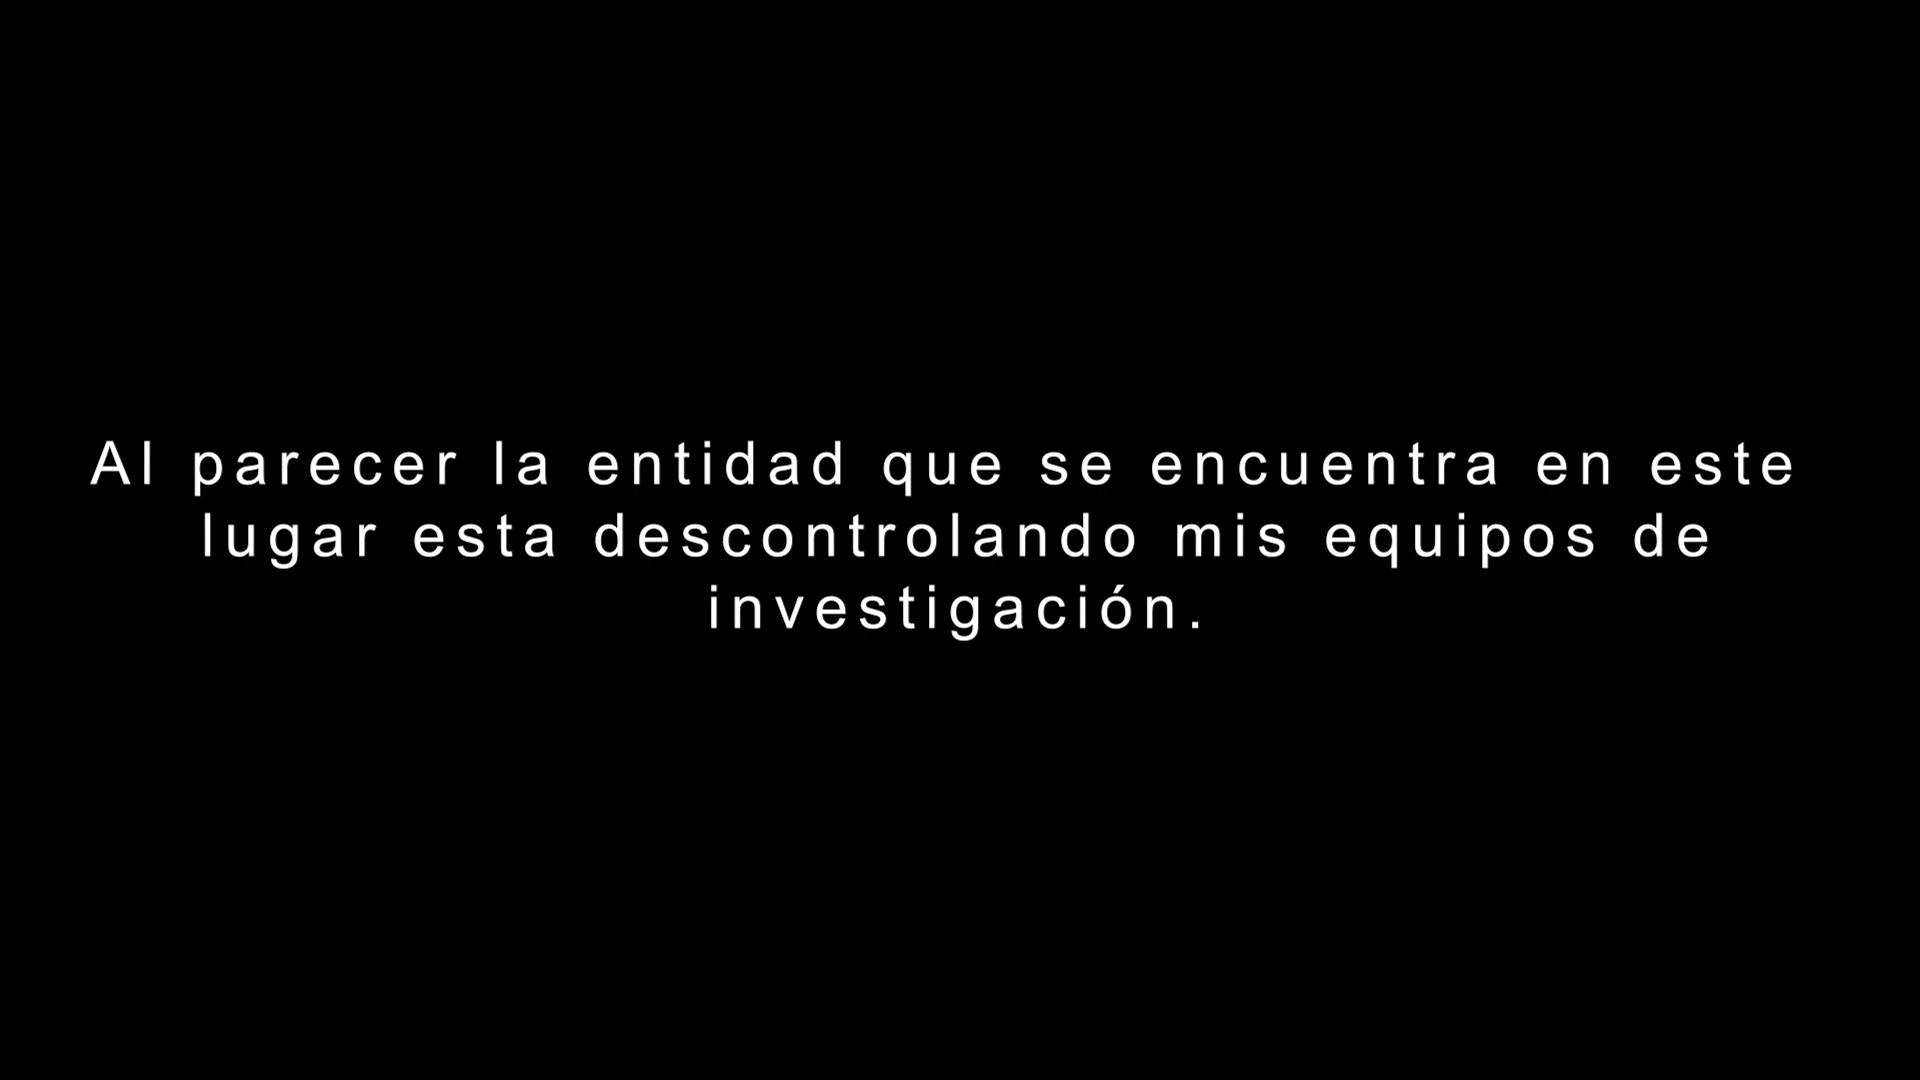 Al parecer la entidad que se encuentra en este
lugar esta descontrolando mis equipos de
investigación.